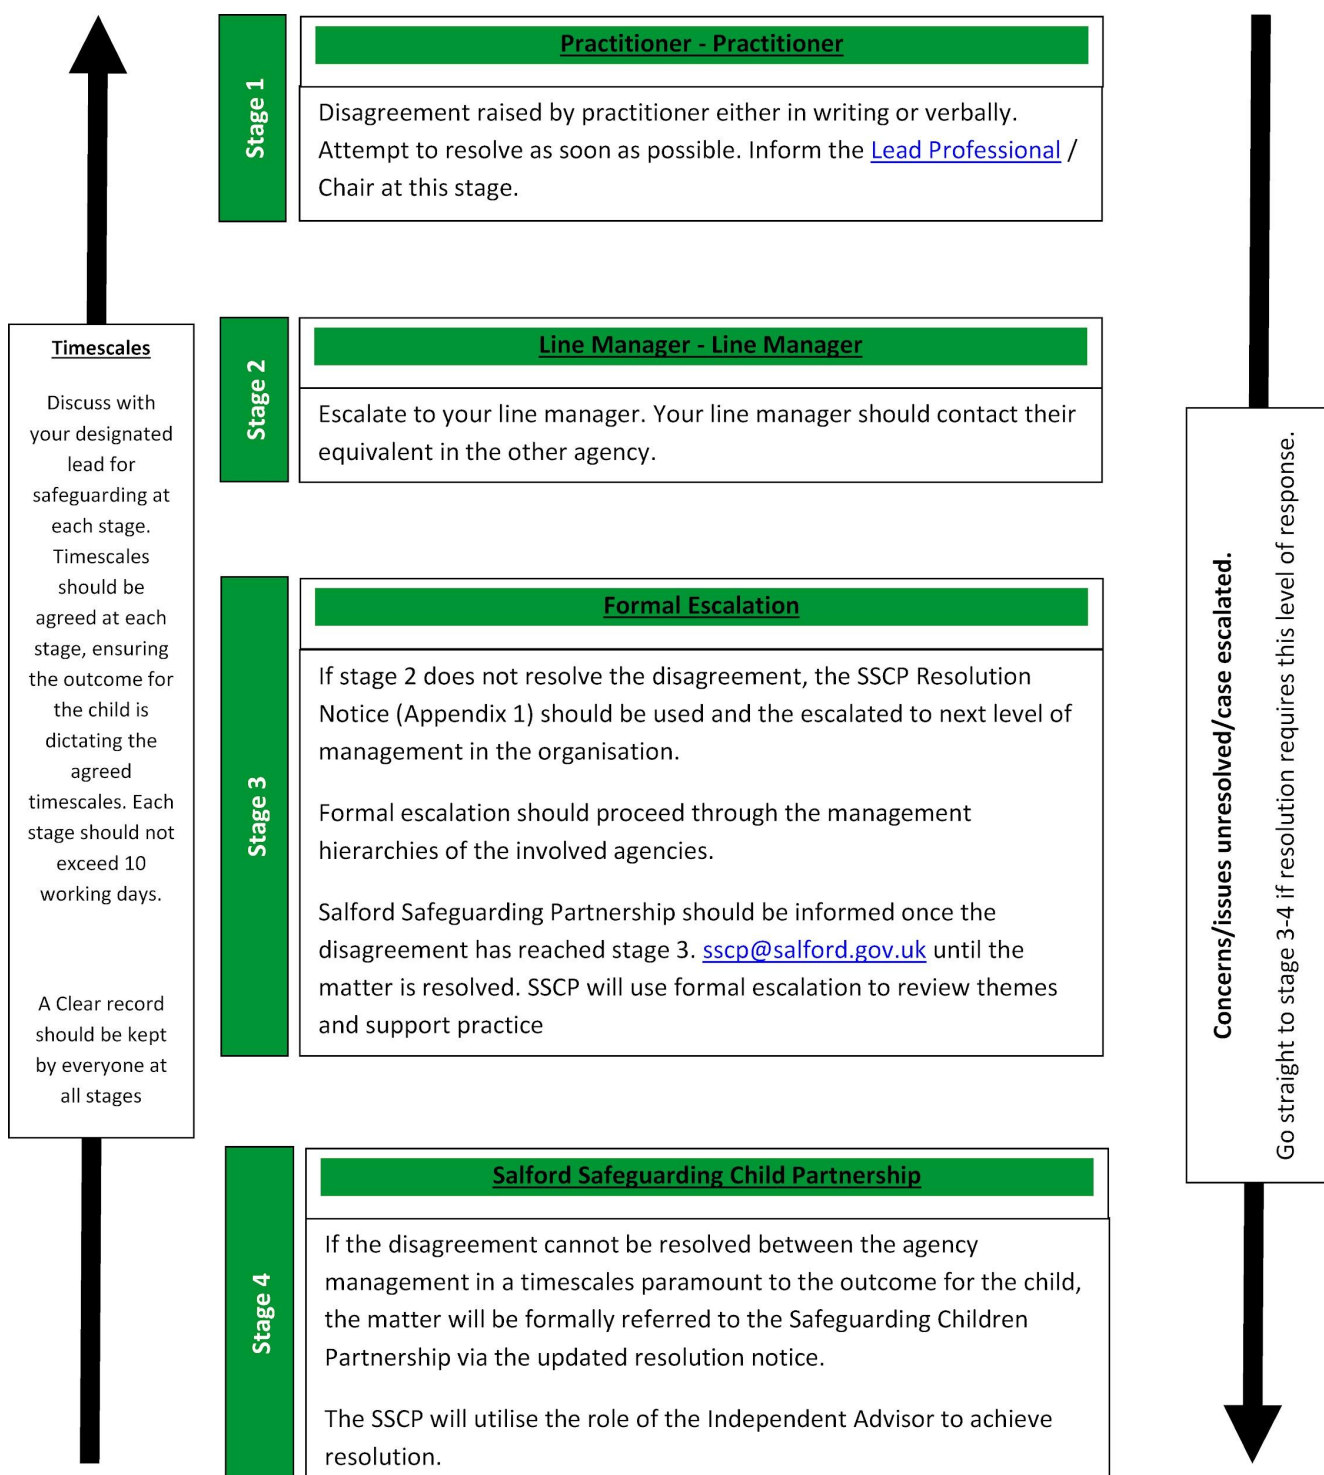 Stage 1
Practitioner - Practitioner
Disagreement raised by practitioner either in writing or verbally.
Attempt to resolve as soon as possible. Inform the Lead Professional /
Chair at this stage.
Stage 2
Line Manager - Line Manager
Escalate to your line manager. Your line manager should contact their
equivalent in the other agency.
Timescales
Discuss with
your designated
lead for
safeguarding at
each stage.
Timescales
should be
agreed at each
stage, ensuring
the outcome for
the child is
dictating the
agreed
timescales. Each
stage should not
exceed 10
working days.
A Clear record
should be kept
by everyone at
all stages
Stage 3
Formal Escalation
If stage 2 does not resolve the disagreement, the SSCP Resolution
Notice (Appendix 1) should be used and the escalated to next level of
management in the organisation.
Formal escalation should proceed through the management
hierarchies of the involved agencies.
Salford Safeguarding Partnership should be informed once the
disagreement has reached stage 3. sscp@salford.gov.uk until the
matter is resolved. SSCP will use formal escalation to review themes
and support practice
Concerns/issues unresolved/case escalated.
Go straight to stage 3-4 if resolution requires this level of response.
Stage 4
Salford Safeguarding Child Partnership
If the disagreement cannot be resolved between the agency
management in a timescales paramount to the outcome for the child,
the matter will be formally referred to the Safeguarding Children
Partnership via the updated resolution notice.
The SSCP will utilise the role of the Independent Advisor to achieve
resolution.